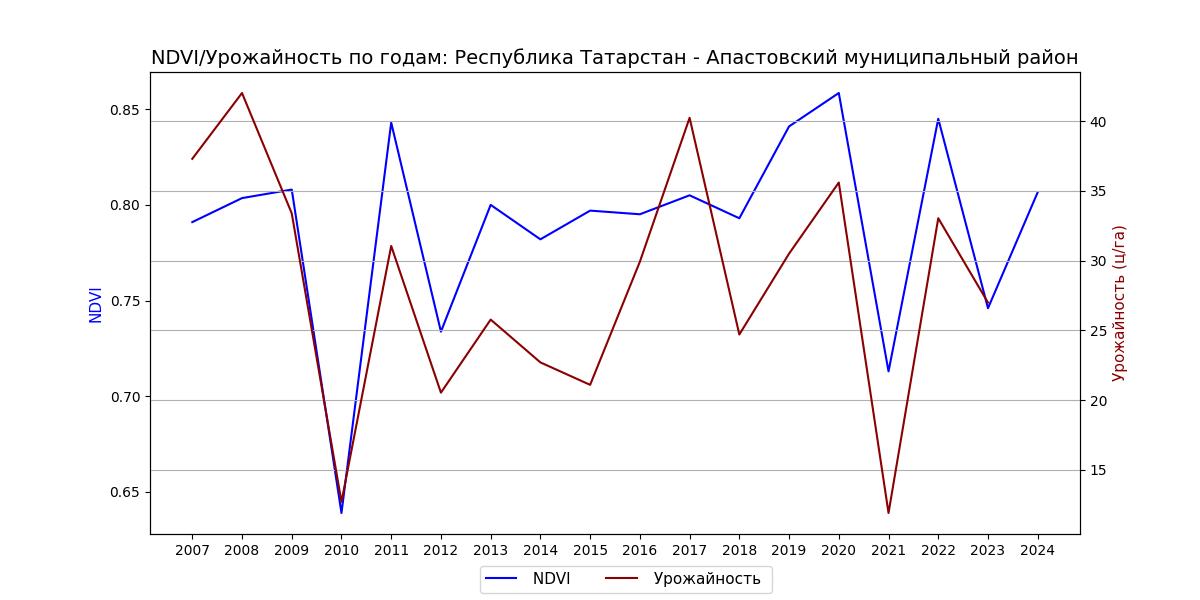 NDVI/Урожайность по годам: Республика Татарстан - Апастовский муниципальный район
0.85
0.80
0.75
0.70
0.65
NDVI
40
35
30
25
20
15
Урожайность (ц/га)
2007 2008 2009 2010 2011 2012 2013 2014 2015 2016 2017 2018 2019 2020 2021 2022 2023 2024
NDVI Урожайность